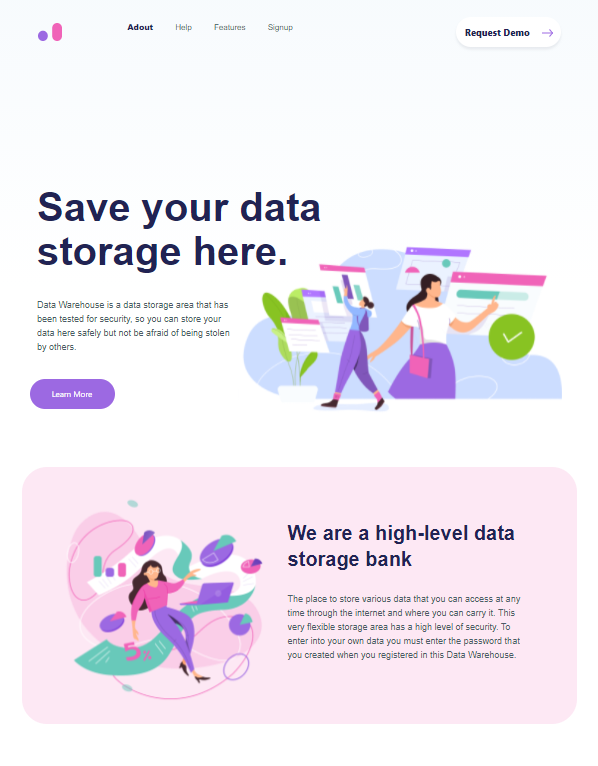 Adout Help Features Signup Request Demo
Save your data
storage here.
Data Warehouse is a data storage area that has
been tested for security, so you can store your
data here safely but not be afraid of being stolen
by others.
Learn More
5%
We are a high-level data
storage bank
The place to store various data that you can access at any
time through the internet and where you can carry it. This
very flexible storage area has a high level of security. To
enter into your own data you must enter the password that
you created when you registered in this Data Warehouse.